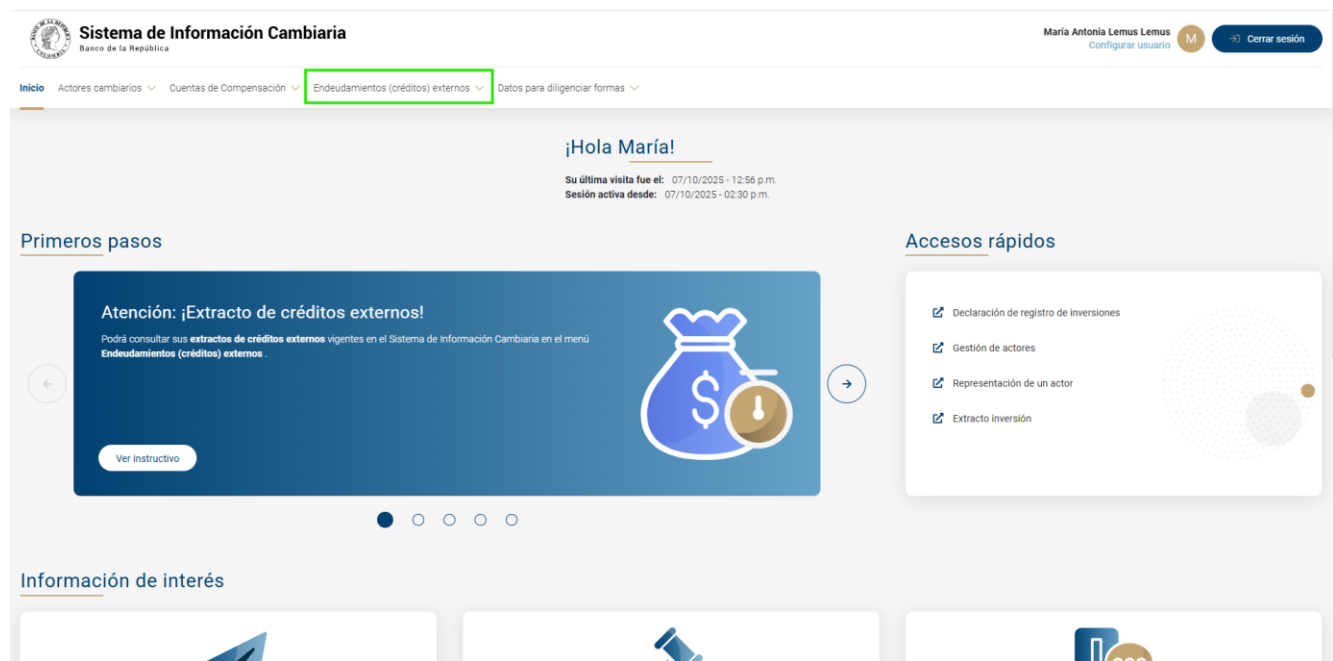 Sistema de Información Cambiaria
Banco de la República
María Antonia Lemus Lemus
Configurar usuario
M
Cerrar sesión
Inicio Actores cambiarios Cuentas de Compensación Endeudamientos (créditos) externos Datos para diligenciar formas
¡Hola María!
Su última visita fue el: 07/10/2025 - 12:56 p.m.
Sesión activa desde: 07/10/2025 - 02:30 p.m.
Primeros pasos
Atención: ¡Extracto de créditos externos!
Podrá consultar sus extractos de créditos externos vigentes en el Sistema de Información Cambiaria en el menú
Endeudamientos (créditos) externos .
$
Ver instructivo
Accesos rápidos
Declaración de registro de inversiones
Gestión de actores
Representación de un actor
Extracto inversión
Información de interés